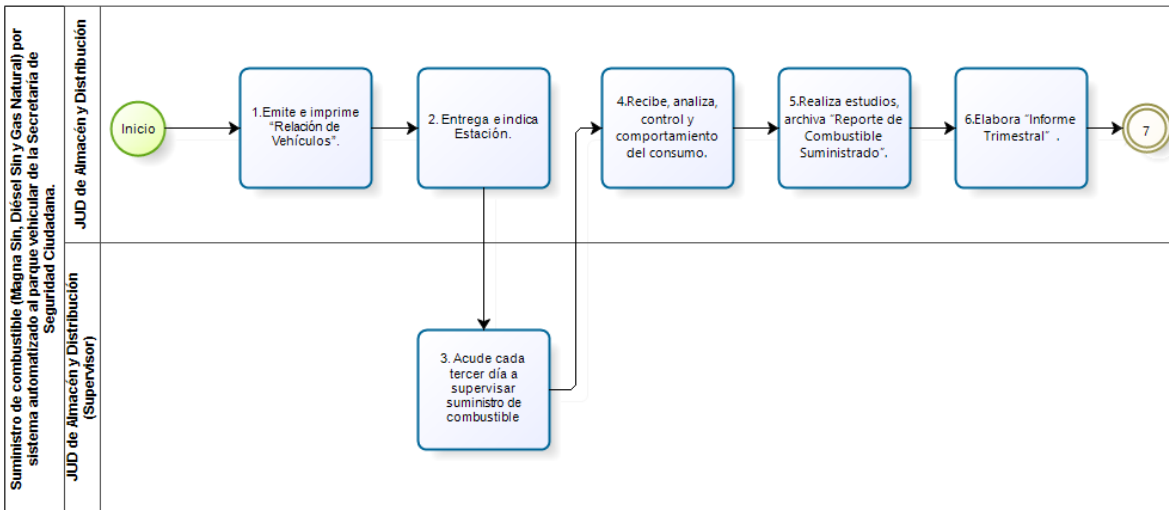 Suministro de combustible (Magna Sin, Diésel Sin y Gas Natural) por
sistema automatizado al parque vehicular de la Secretaría de
Seguridad Ciudadana.
JUD de Almacén y Distribución
Inicio
1.Emite e imprime
“Relación de
Vehículos”.
2. Entrega e indica
Estación.
4.Recibe, analiza,
control y
comportamiento
del consumo.
5.Realiza estudios,
archiva “Reporte de
Combustible
Suministrado”.
6.Elabora “Informe
Trimestral” .
7
JUD de Almacén y Distribución
(Supervisor)
3. Acude cada
tercer día a
supervisar
suministro de
combustible